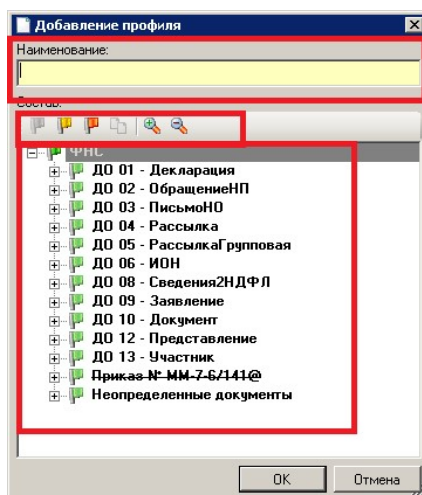 Добавление профиля
Наименование:
Состав:
ФНС
ДО 01 - Декларация
ДО 02 - ОбращениеНП
ДО 03 - ПисьмоНО
ДО 04 - Рассылка
ДО 05 - РассылкаГрупповая
ДО 06 - ИОН
ДО 08 - Сведения2НДФЛ
ДО 09 - Заявление
ДО 10 - Документ
ДО 12 - Представление
ДО 13 - Участник
Приказ № ММ-7-6/141@
Неопределенные документы
ОК Отмена